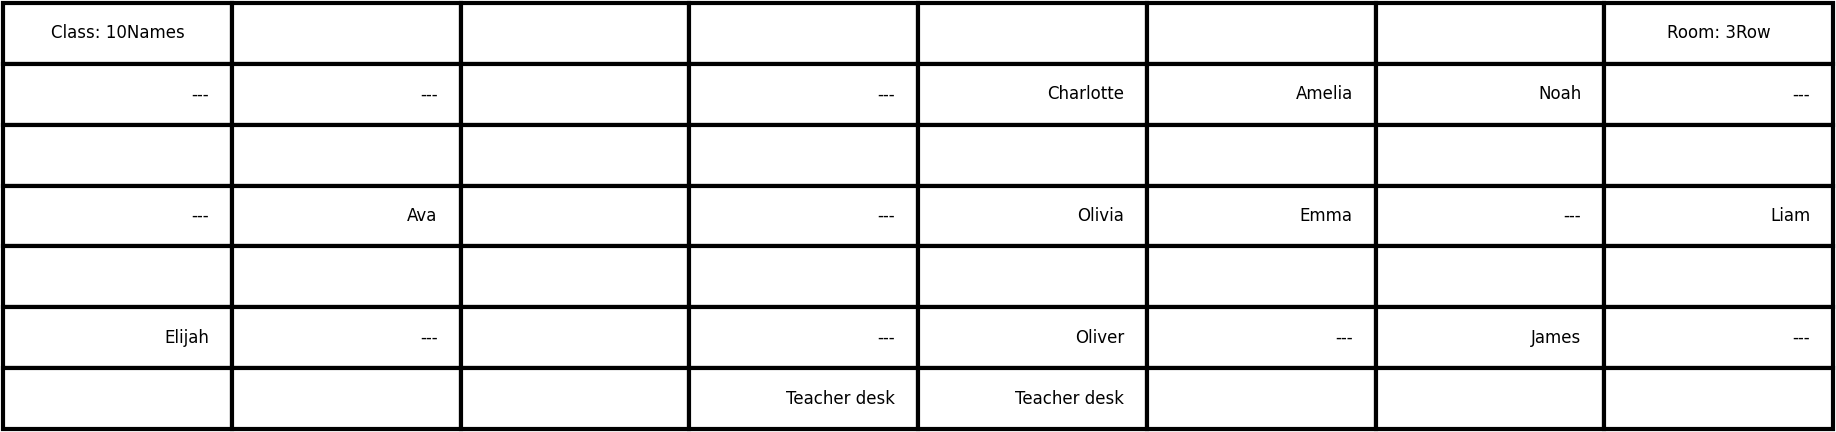 Class: 10Names Room: 3Row
--- --- --- Charlotte Amelia Noah ---
--- Ava --- Olivia Emma --- Liam
Elijah --- --- Oliver --- James ---
Teacher desk Teacher desk